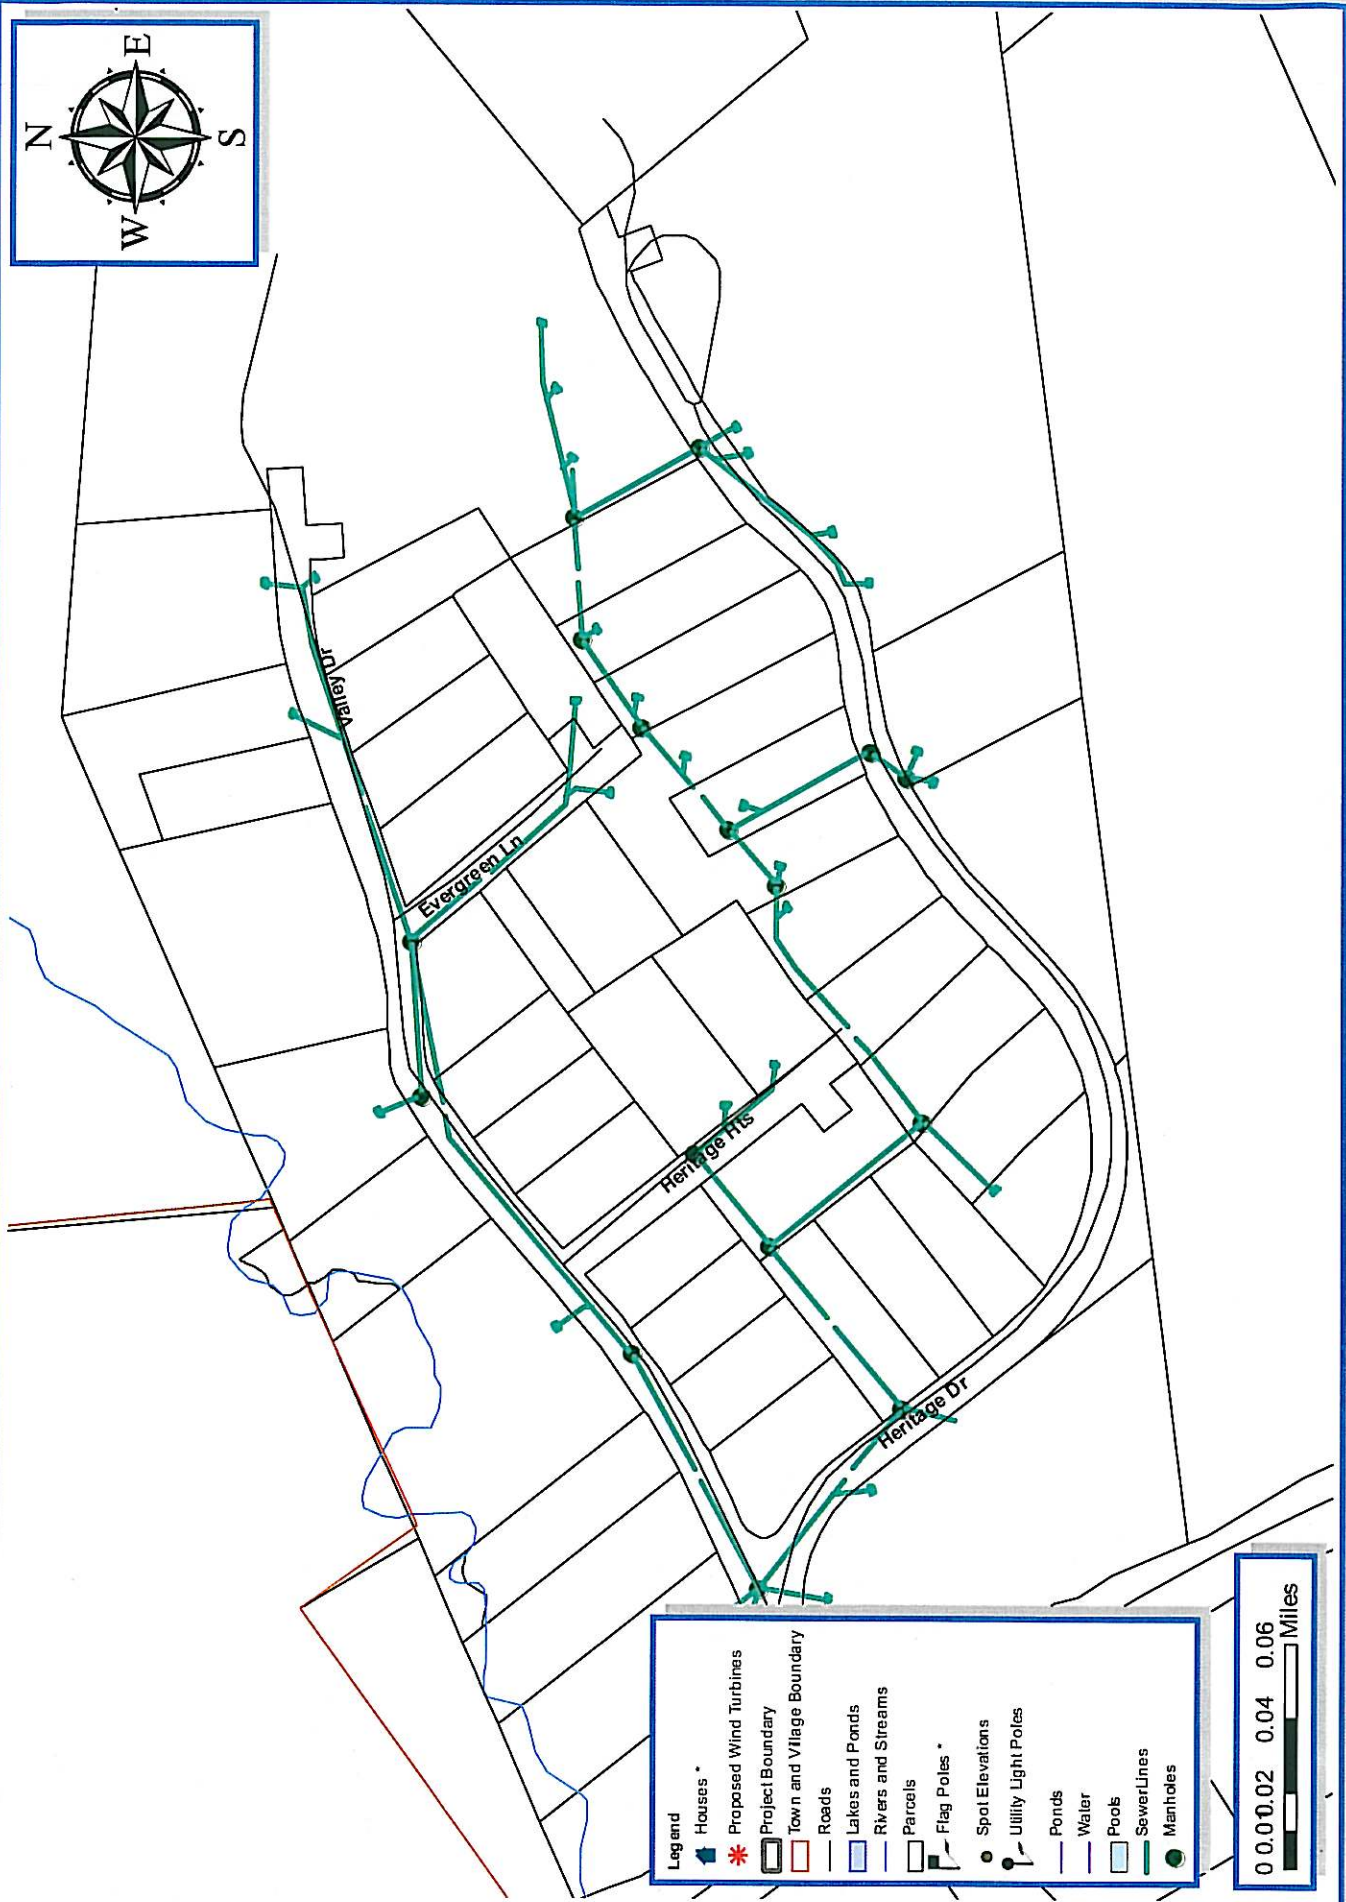 N
W
E
S
Valley Dr
Evergreen Ln
Heritage Hts
Heritage Dr
Legend
Houses *
Proposed Wind Turbines
Project Boundary
Town and Village Boundary
Roads
Lakes and Ponds
Rivers and Streams
Parcels
Flag Poles *
Spot Elevations
Utility Light Poles
Ponds
Water
Pools
SewerLines
Manholes
0 0.01 0.02 0.04 0.06
Miles